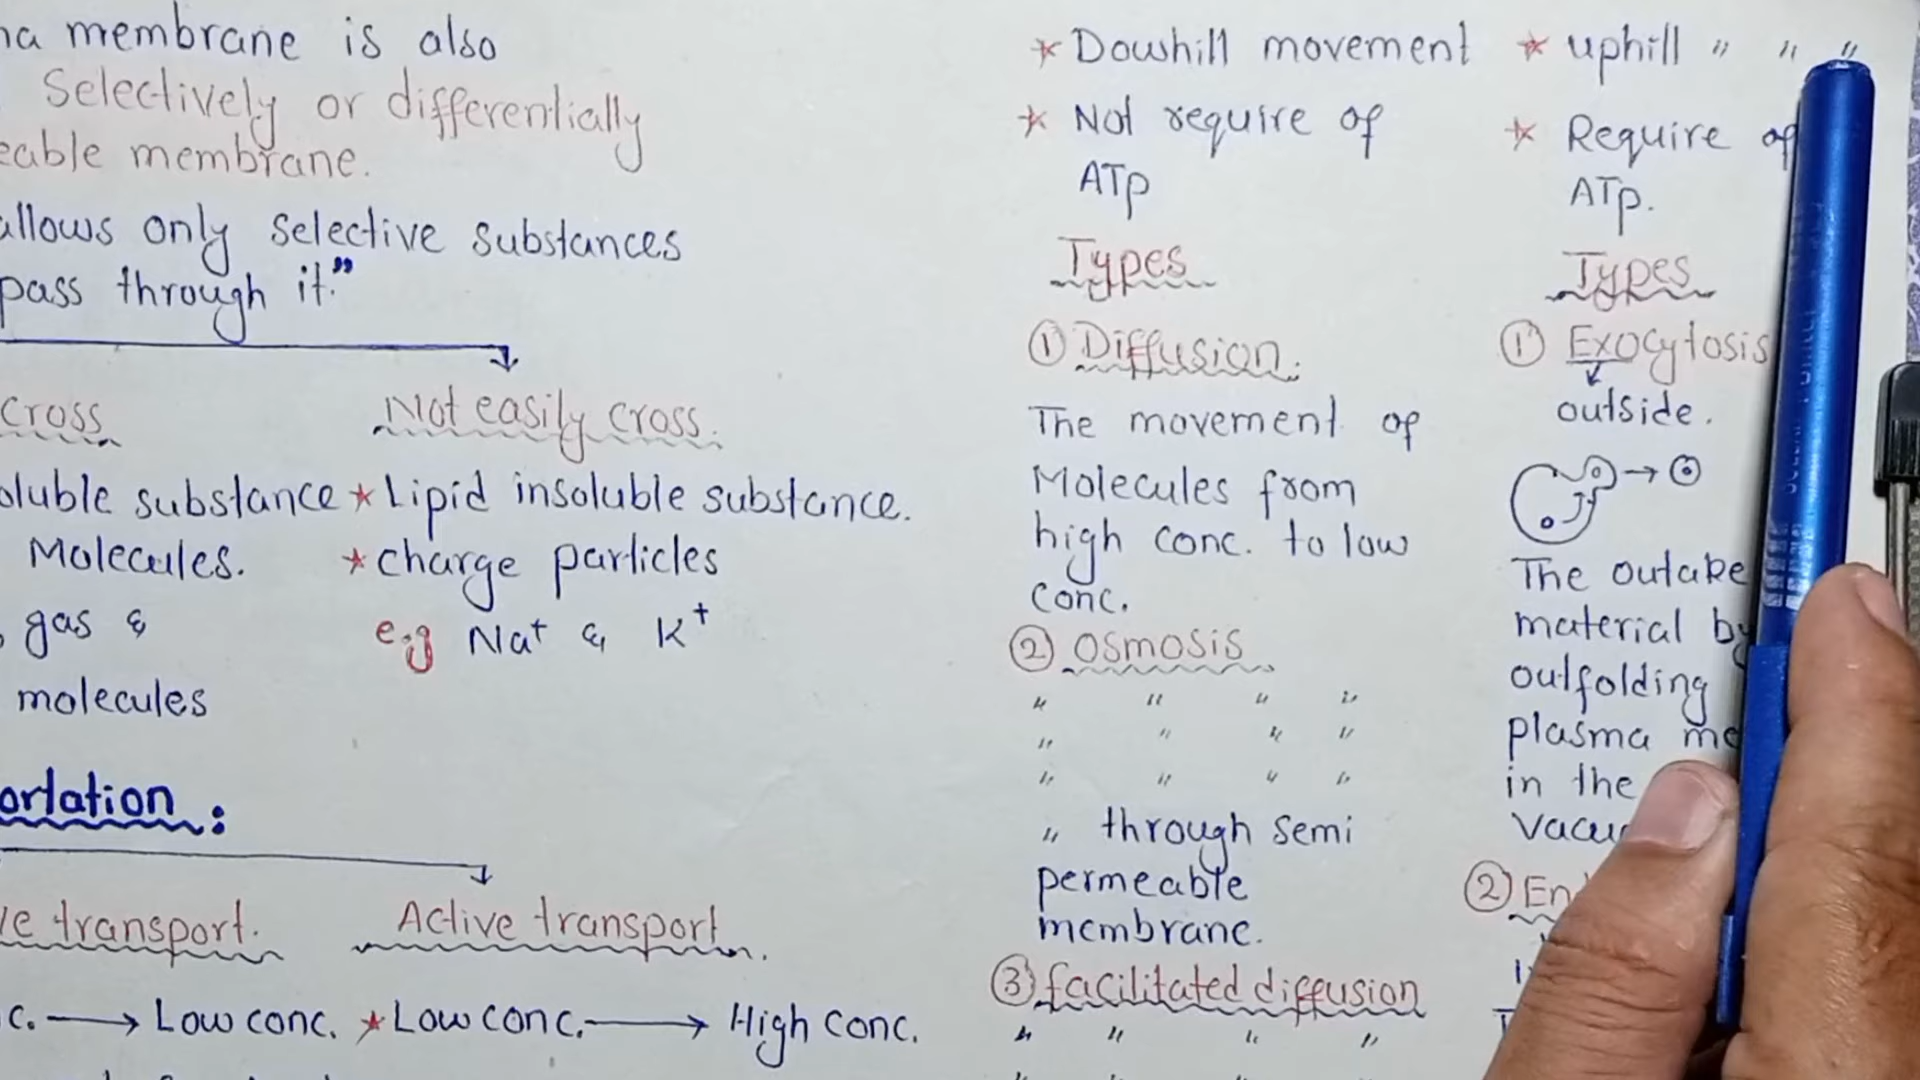 membrane is also
Selectively or differentially
membrane.
allows only selective substances
pass through it."
cross
Not easily cross.
substance
* Lipid insoluble substance.
Molecules.
* charge particles
gas &
e.g Na+ & K+
molecules
transport.
Active transport.
c. → Low conc.
* Low conc. → High conc.
* Dowhill movement
* Not require of
ATp
Types
① Diffusion.
The movement of
Molecules from
high conc. to low
conc.
② Osmosis
" " " "
" " " "
" " " "
" through semi
permeable
membrane.
③ facilitated diffusion
" " " "
* uphill " " "
* Require of
ATp.
Types
① Exocytosis
outside.
The outake
material by
outfolding
plasma
in the
②